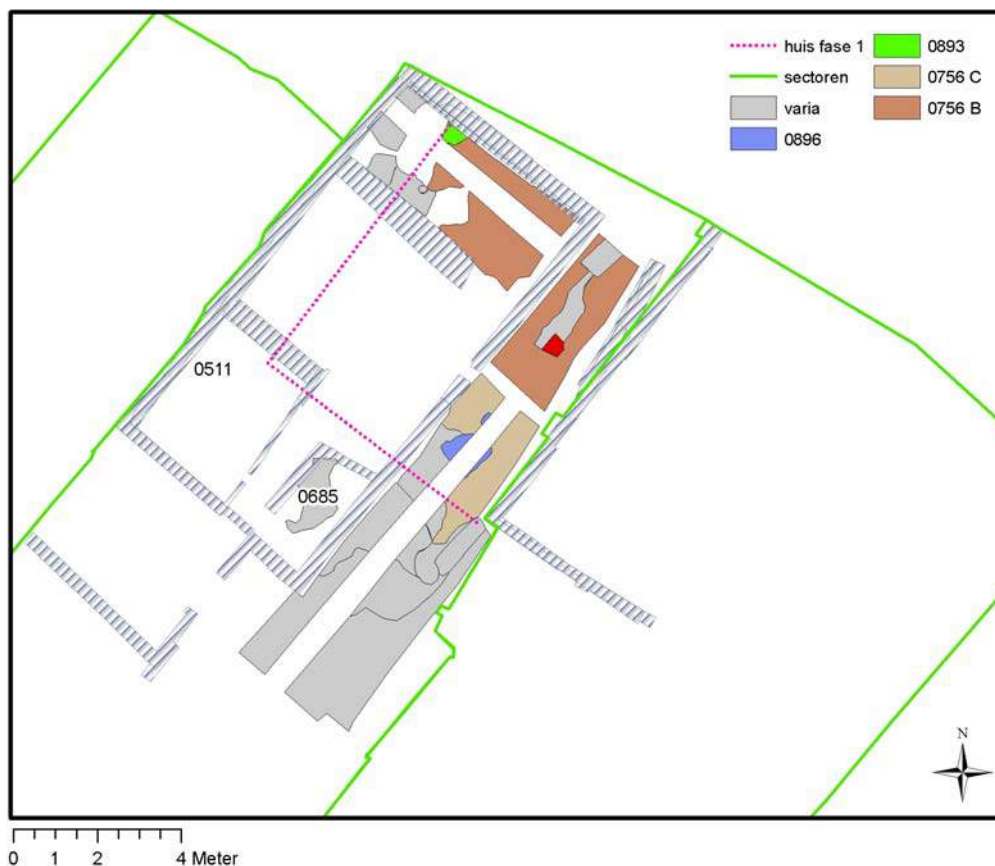 huis fase 1
sectoren
varia
0896
0893
0756 C
0756 B
0511
0685
N
0 1 2 4 Meter